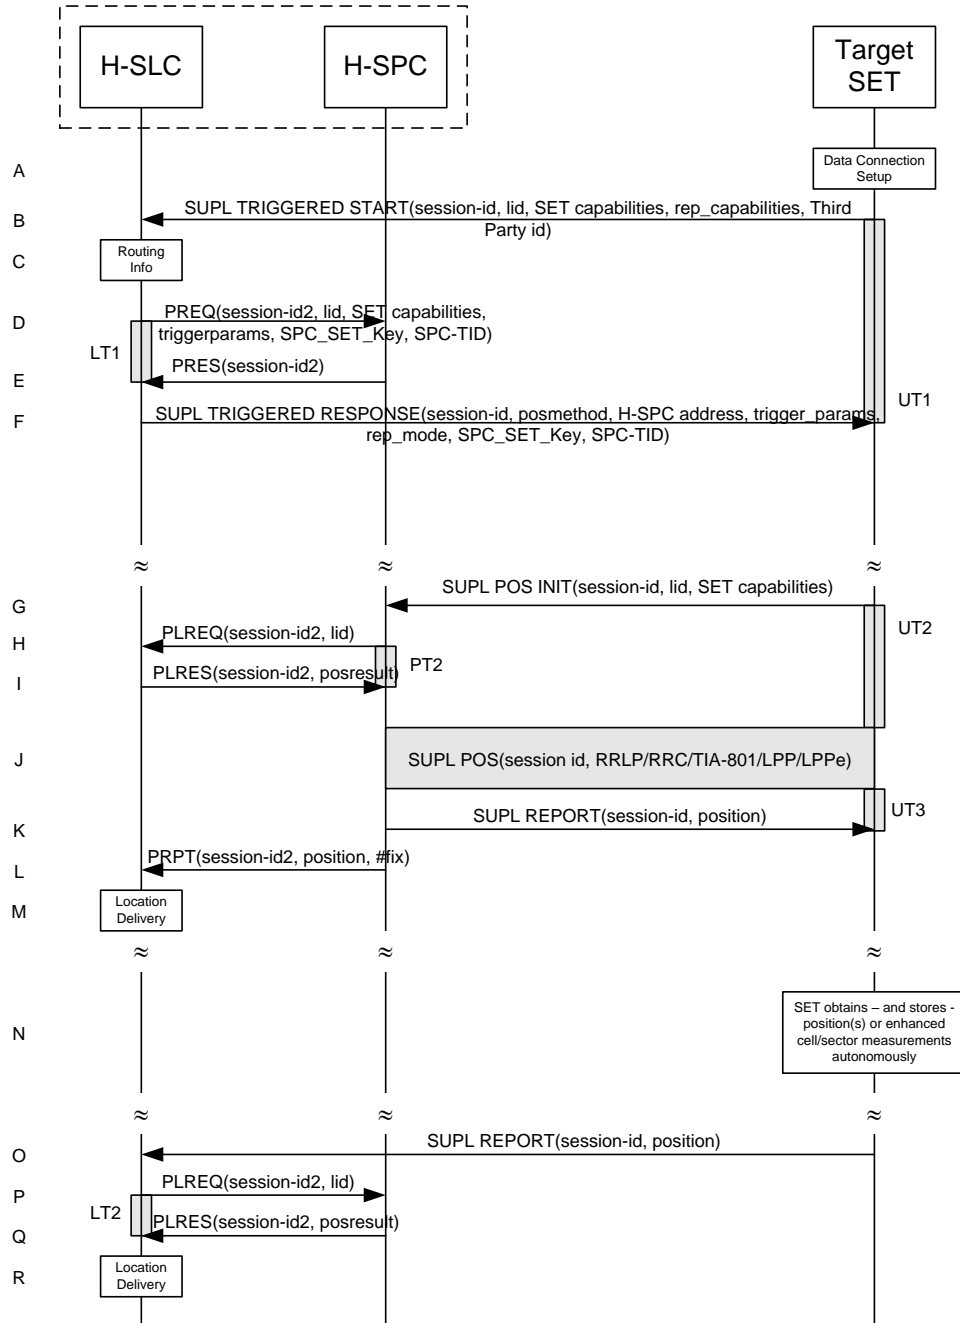 H-SLC
H-SPC
Target
SET
A
Data Connection
Setup
B
SUPL TRIGGERED START(session-id, lid, SET capabilities, rep_capabilities, Third
Party id)
C
Routing
Info
D
PREQ(session-id2, lid, SET capabilities,
triggerparams, SPC_SET_Key, SPC-TID)
LT1
E
PRES(session-id2)
UT1
F
SUPL TRIGGERED RESPONSE(session-id, posmethod, H-SPC address, trigger_params,
rep_mode, SPC_SET_Key, SPC-TID)
≈ ≈ ≈
G
SUPL POS INIT(session-id, lid, SET capabilities)
UT2
H
PLREQ(session-id2, lid)
PT2
I
PLRES(session-id2, posresult)
J
SUPL POS(session id, RRLP/RRC/TIA-801/LPP/LPPe)
UT3
K
SUPL REPORT(session-id, position)
L
PRPT(session-id2, position, #fix)
M
Location
Delivery
≈ ≈ ≈
N
SET obtains – and stores -
position(s) or enhanced
cell/sector measurements
autonomously
≈ ≈ ≈
O
SUPL REPORT(session-id, position)
P
PLREQ(session-id2, lid)
LT2
Q
PLRES(session-id2, posresult)
R
Location
Delivery